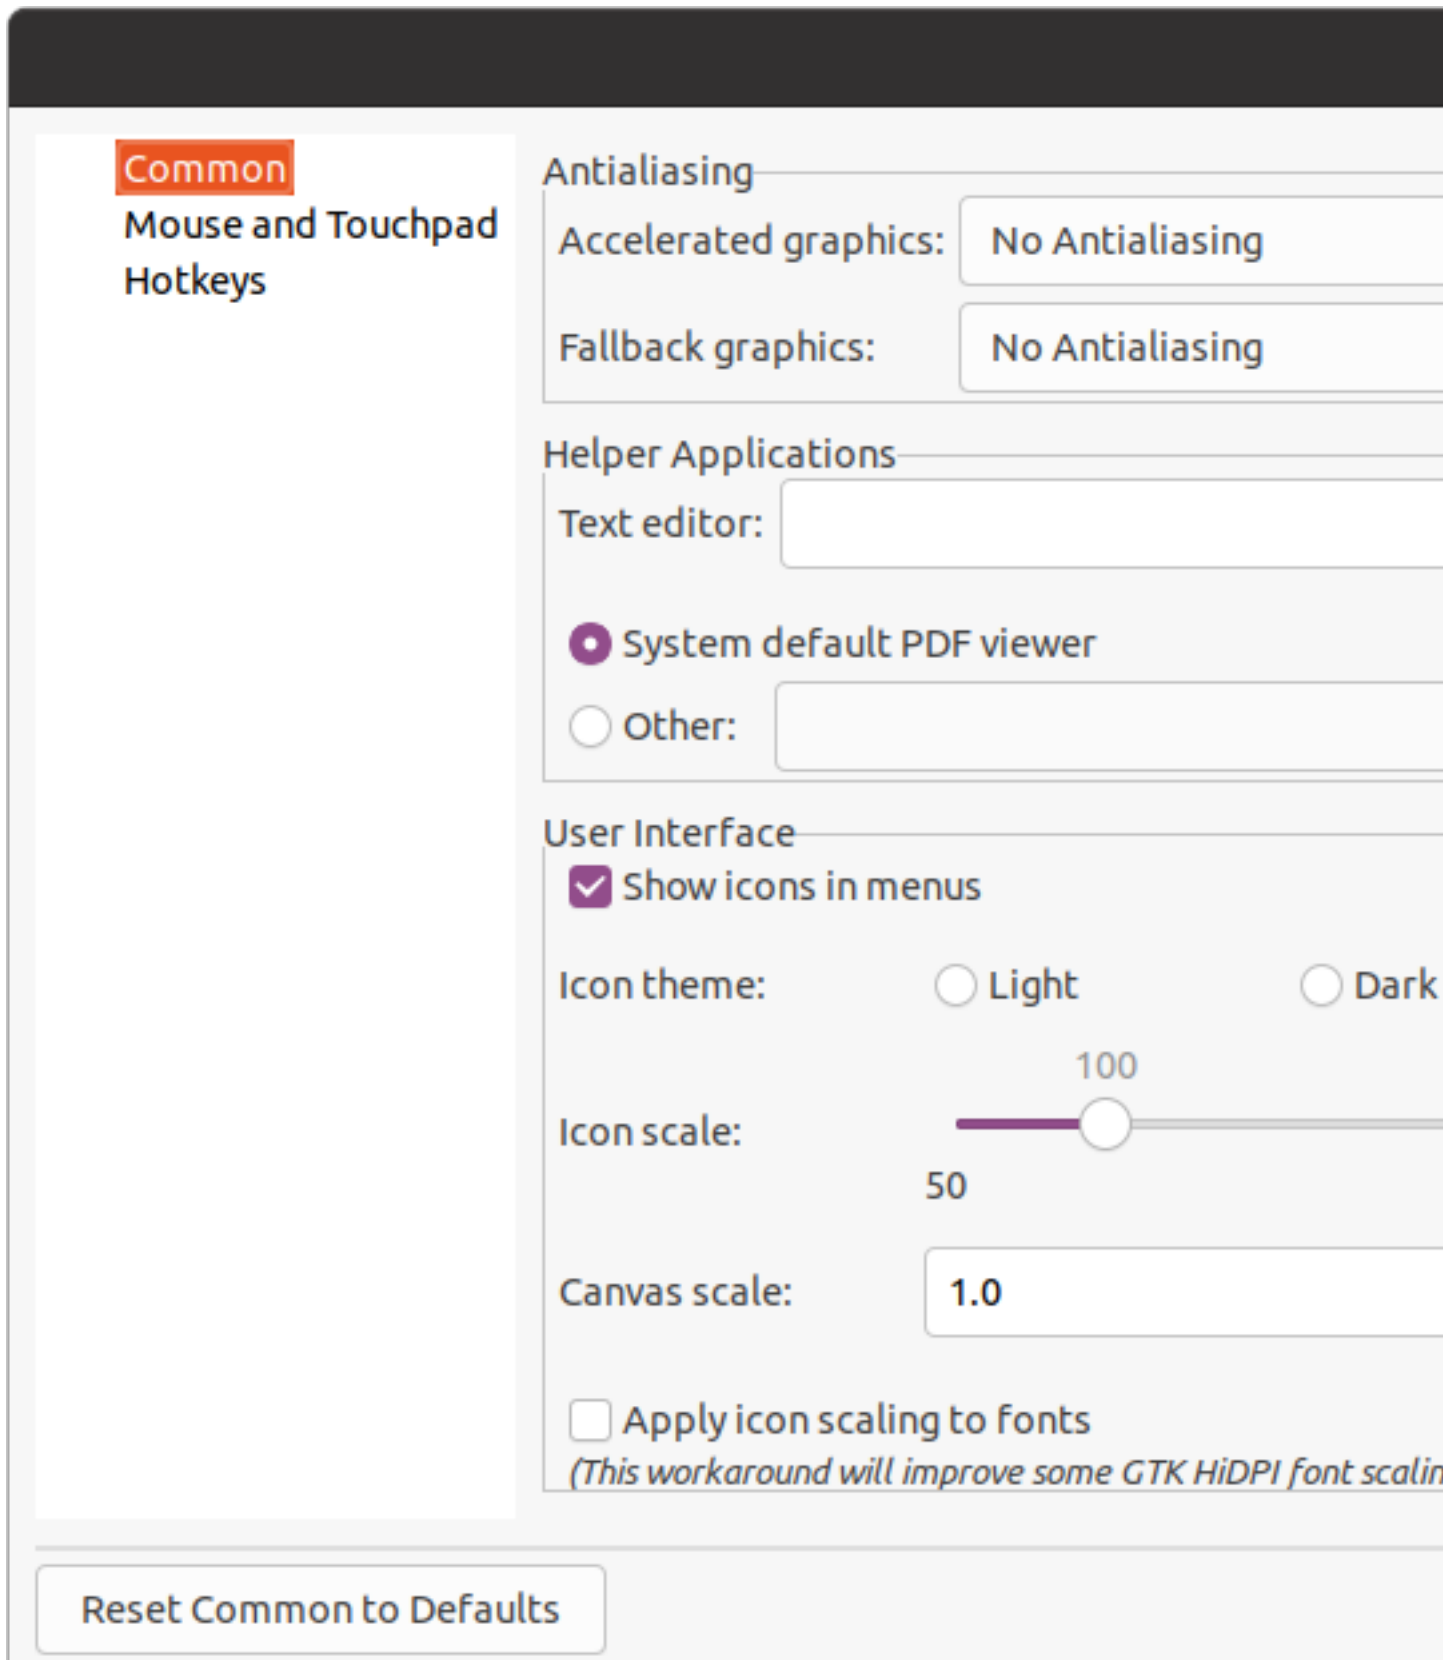 Common
Mouse and Touchpad
Hotkeys
Antialiasing
Accelerated graphics: No Antialiasing
Fallback graphics: No Antialiasing
Helper Applications
Text editor:
System default PDF viewer
Other:
User Interface
Show icons in menus
Icon theme: Light Dark
100
Icon scale:
50
Canvas scale: 1.0
Apply icon scaling to fonts
(This workaround will improve some GTK HiDPI font
Reset Common to Defaults